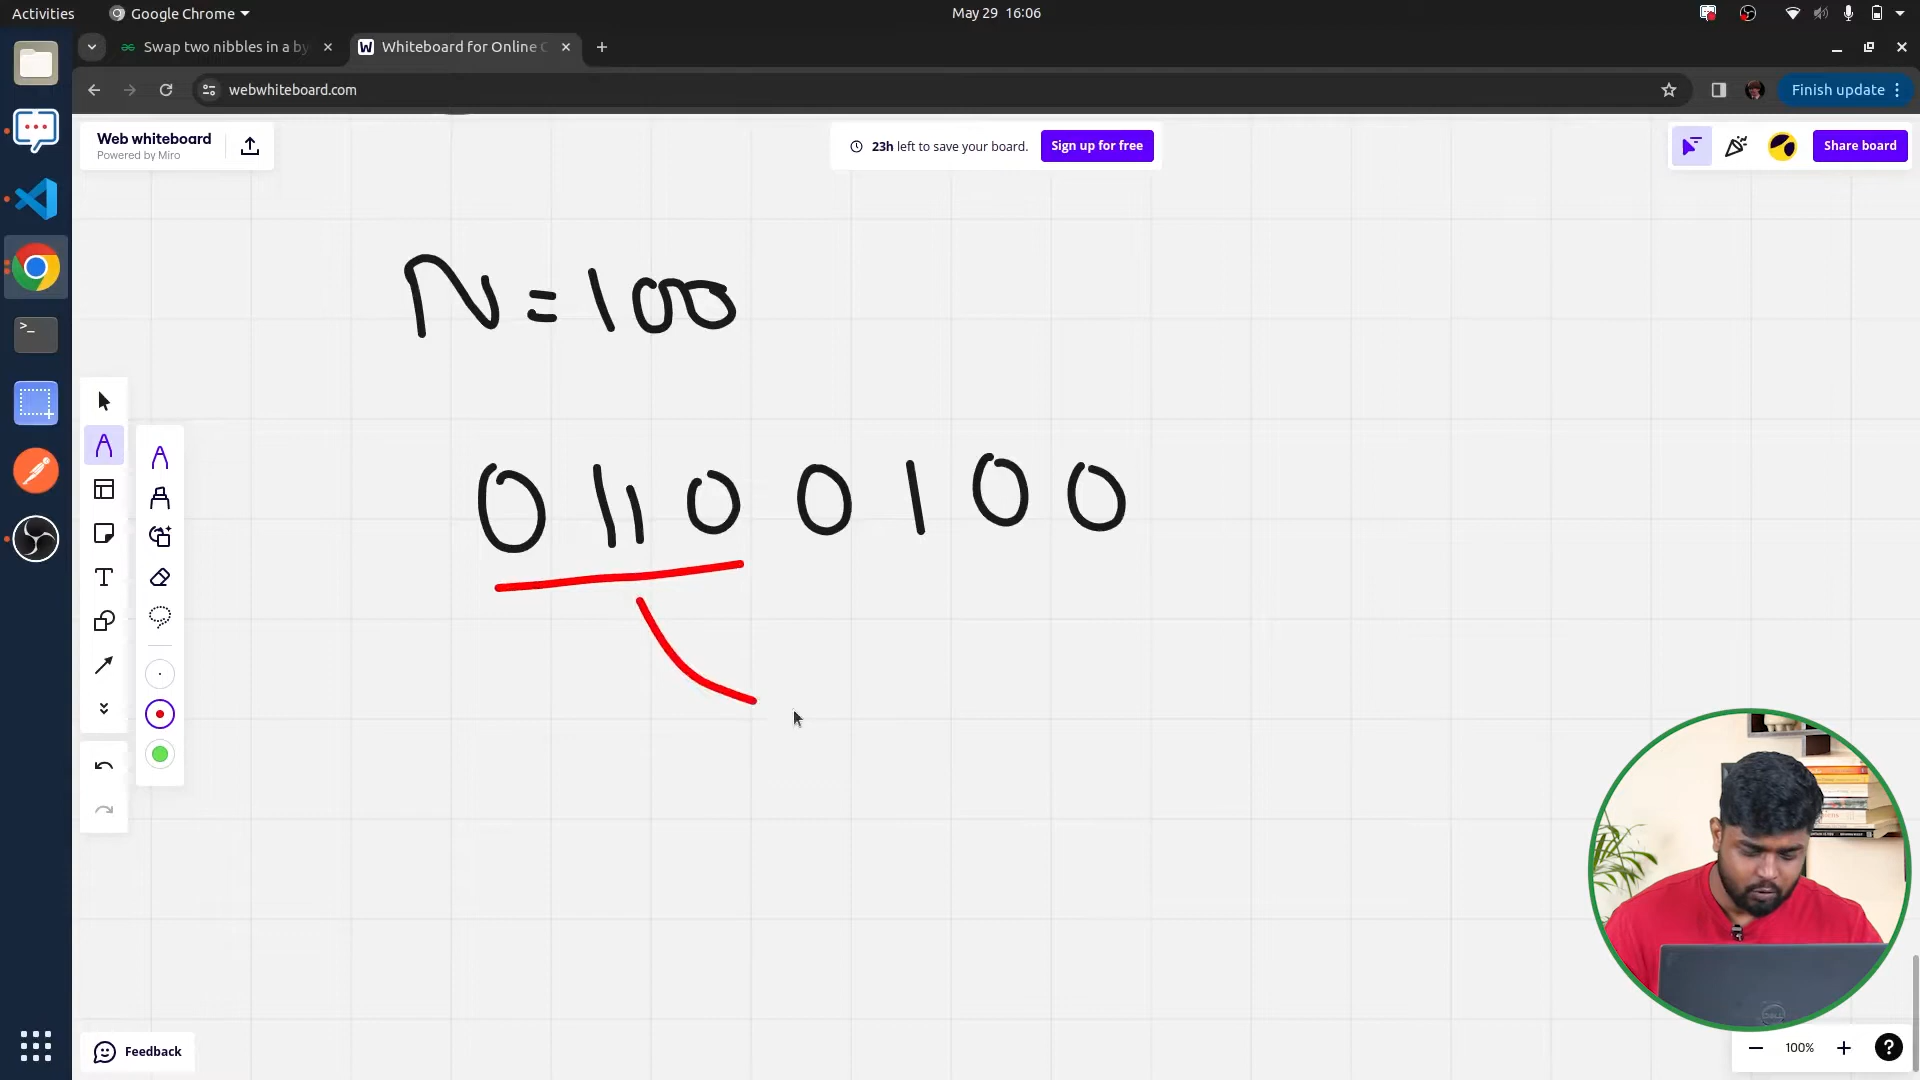 Activities
Google Chrome
May 29 16:06
Swap two nibbles in a by
Whiteboard for Online C
webwhiteboard.com
Finish update
Web whiteboard
Powered by Miro
23h left to save your board.
Sign up for free
Share board
N = 100
0 1 1 0 0 1 0 0
T
Feedback
100%
?